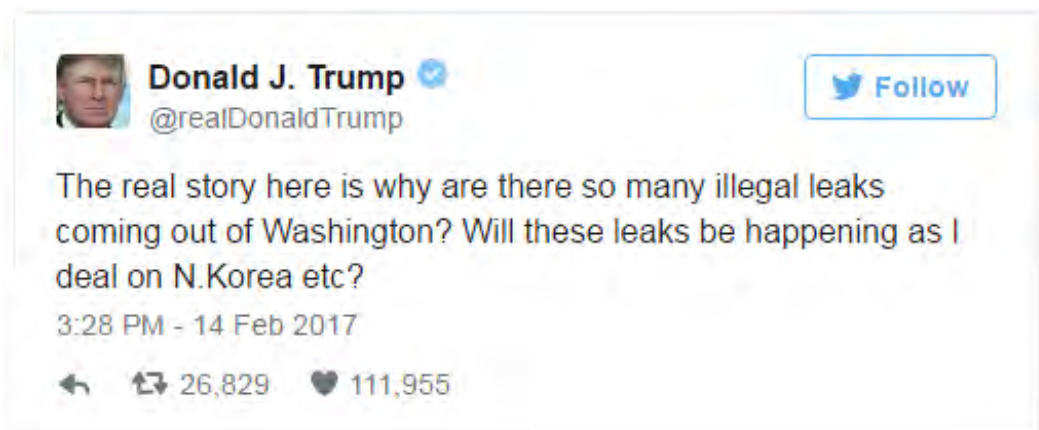 Donald J. Trump
Follow
@realDonaldTrump
The real story here is why are there so many illegal leaks
coming out of Washington? Will these leaks be happening as I
deal on N.Korea etc?
3:28 PM - 14 Feb 2017
26,829 111,955